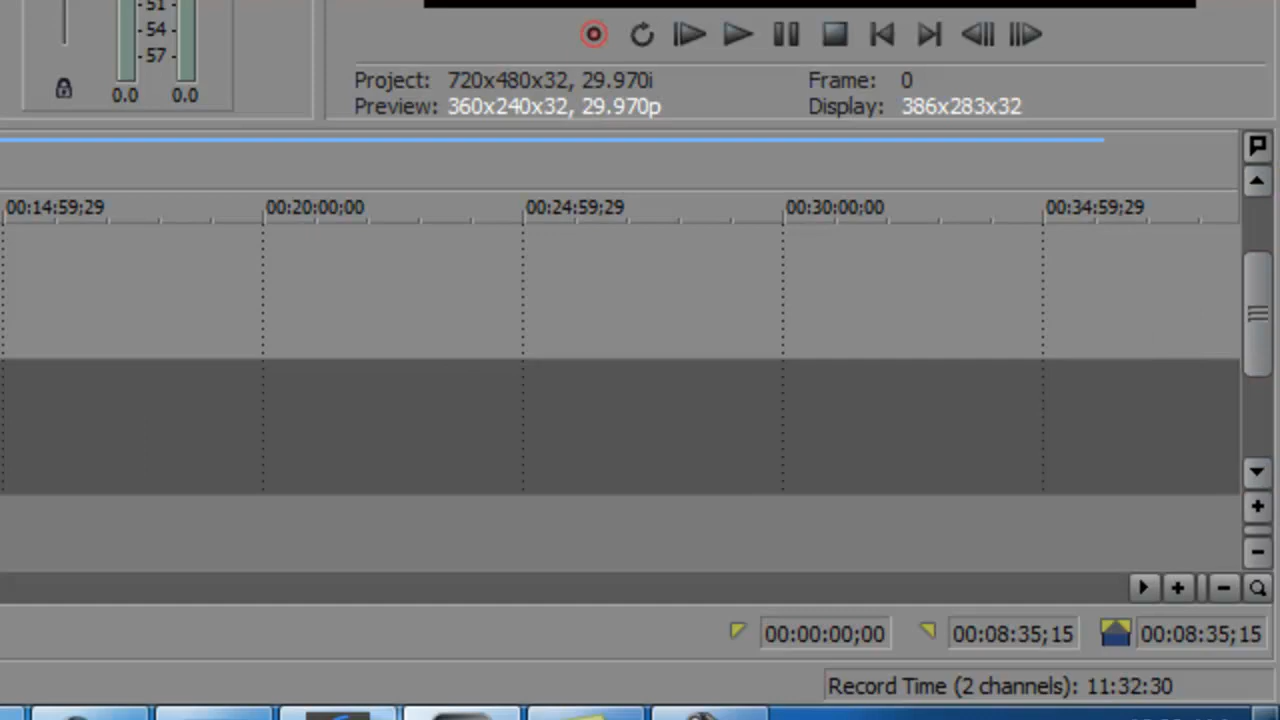 -51-
-54-
-57-
0.0 0.0
Project: 720x480x32, 29.970i Frame: 0
Preview: 360x240x32, 29.970p Display: 386x283x32
00:14:59;29 00:20:00;00 00:24:59;29 00:30:00;00 00:34:59;29
00:00:00;00 00:08:35;15 00:08:35;15
Record Time (2 channels): 11:32:30